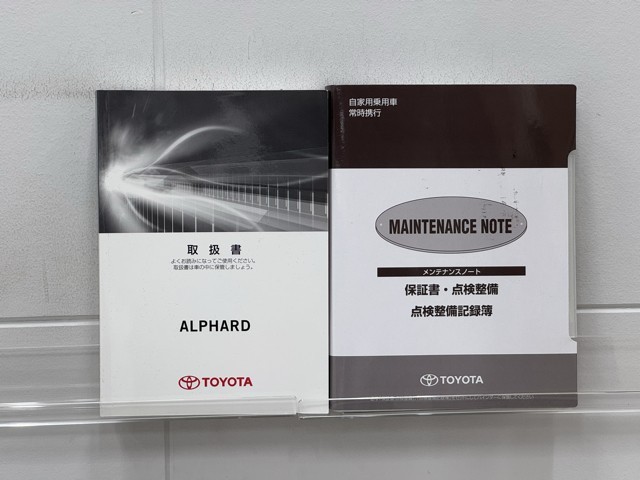 取扱書
よくお読みになってご使用ください。
取扱書は車の中に保管しましょう。
ALPHARD
TOYOTA
自家用乗用車
常時携行
MAINTENANCE NOTE
メンテナンスノート
保証書・点検整備
点検整備記録簿
TOYOTA